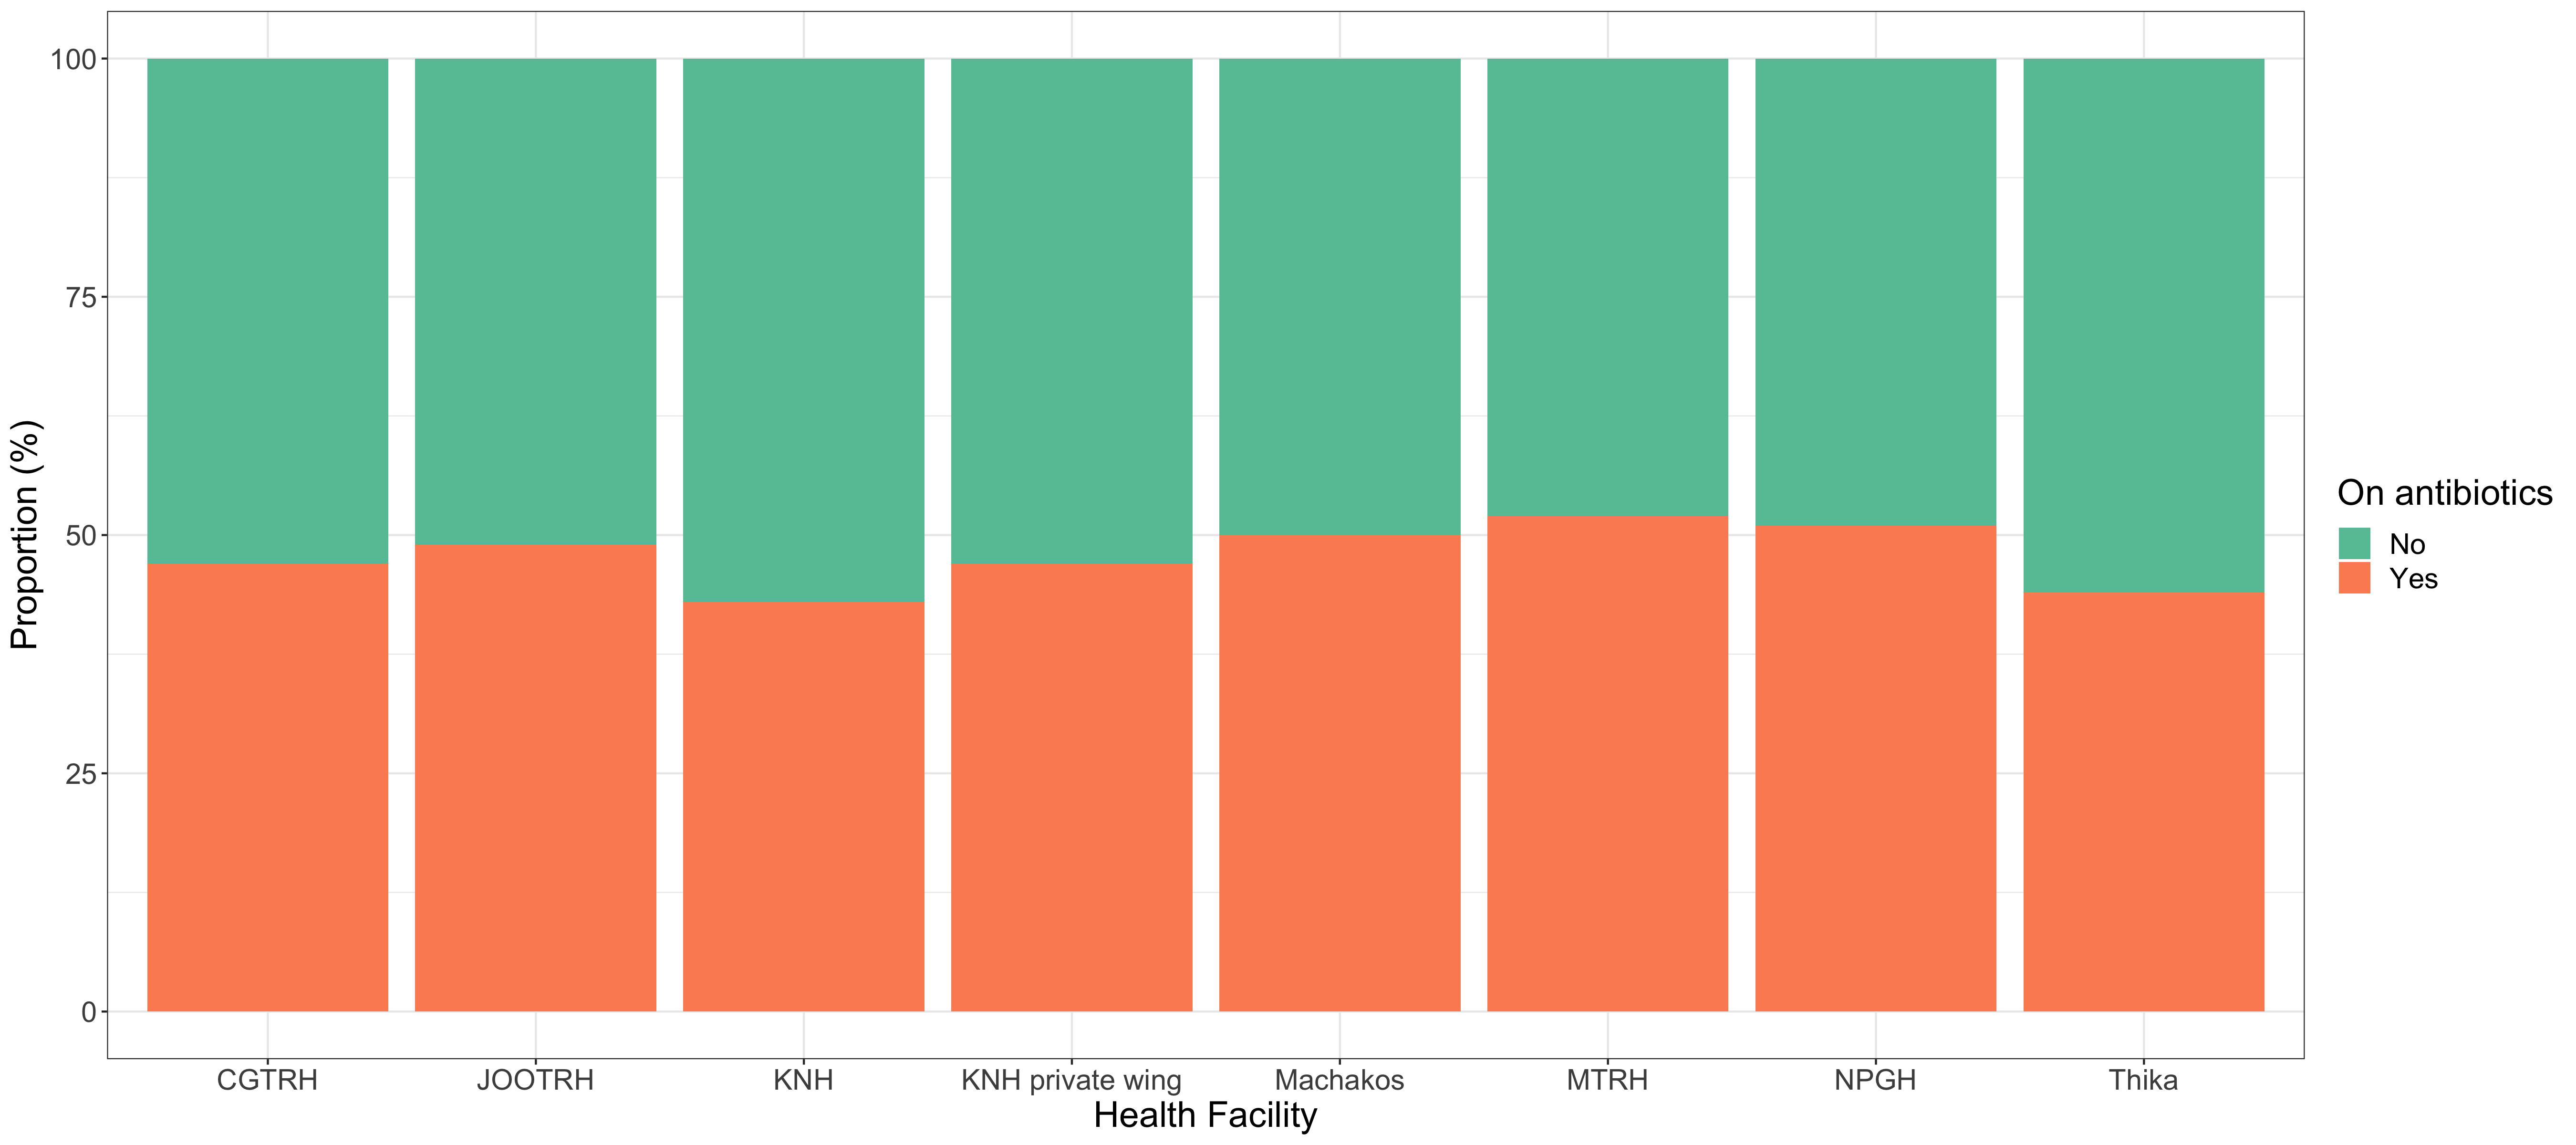 100
75
50
25
0
Proportion (%)
CGTRH JOOTRH KNH KNH private wing Machakos MTRH NPGH Thika
Health Facility
On antibiotics
No
Yes